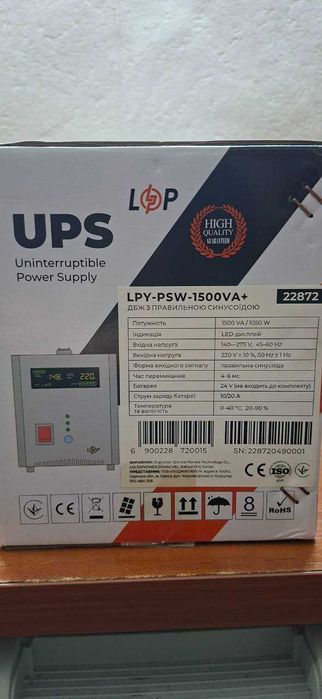 LP
UPS
Uninterruptible
Power Supply
HIGH
QUALITY
GUARANTEED
LPY-PSW-1500VA+ 22872
ДБЖ З ПРАВИЛЬНОЮ СИНУСОЇДОЮ
Потужність 1500 VA / 1050 W
Індикація LED-дисплей
Вхідна напруга 140~275 V, 45-60 Hz
Вихідна напруга 220 V ± 10 %, 50 Hz ± 1 Hz
Форма вихідного сигналу правильна синусоїда
Час перемикання 4-6 мс
Батарея 24 V (не входить до комплекту)
Струм заряду батареї 10/20 A
Температура
та вологість 0~40 °C, 20-90 %
148 220
LP
6 900228 720015 SN: 228720490001
CE ISO
CE 8 RoHS